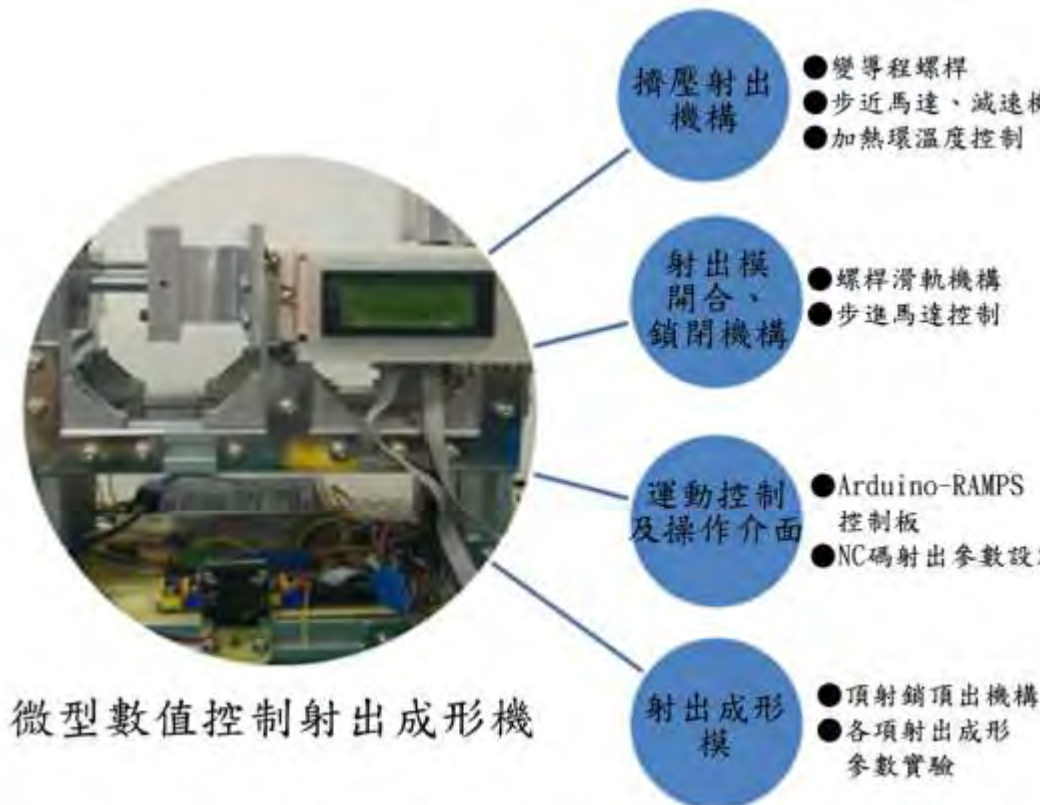 擠壓射出
機構
●變導程螺桿
●步近馬達、減速機
●加熱環溫度控制
射出模
開合、
鎖閉機構
●螺桿滑軌機構
●步進馬達控制
運動控制
及操作介面
●Arduino-RAMPS
控制板
●NC碼射出參數設
射出成形
模
●頂射銷頂出機構
●各項射出成形
參數實驗
微型數值控制射出成形機